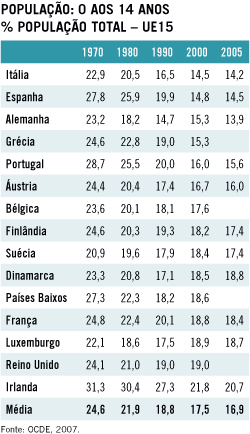 POPULAÇÃO: 0 AOS 14 ANOS
% POPULAÇÃO TOTAL – UE15
1970 1980 1990 2000 2005
Itália 22,9 20,5 16,5 14,5 14,2
Espanha 27,8 25,9 19,9 14,8 14,5
Alemanha 23,2 18,2 14,7 15,3 13,9
Grécia 24,6 22,8 19,0 15,3
Portugal 28,7 25,5 20,0 16,0 15,6
Áustria 24,4 20,4 17,4 16,7 16,0
Bélgica 23,6 20,1 18,1 17,6
Finlândia 24,6 20,3 19,3 18,2 17,4
Suécia 20,9 19,6 17,9 18,4 17,4
Dinamarca 23,3 20,8 17,1 18,5 18,8
Países Baixos 27,3 22,3 18,2 18,6
França 24,8 22,4 20,1 18,8 18,4
Luxemburgo 22,1 18,6 17,5 18,9 18,7
Reino Unido 24,1 21,0 19,0 19,0
Irlanda 31,3 30,4 27,3 21,8 20,7
Média 24,6 21,9 18,8 17,5 16,9
Fonte: OCDE, 2007.